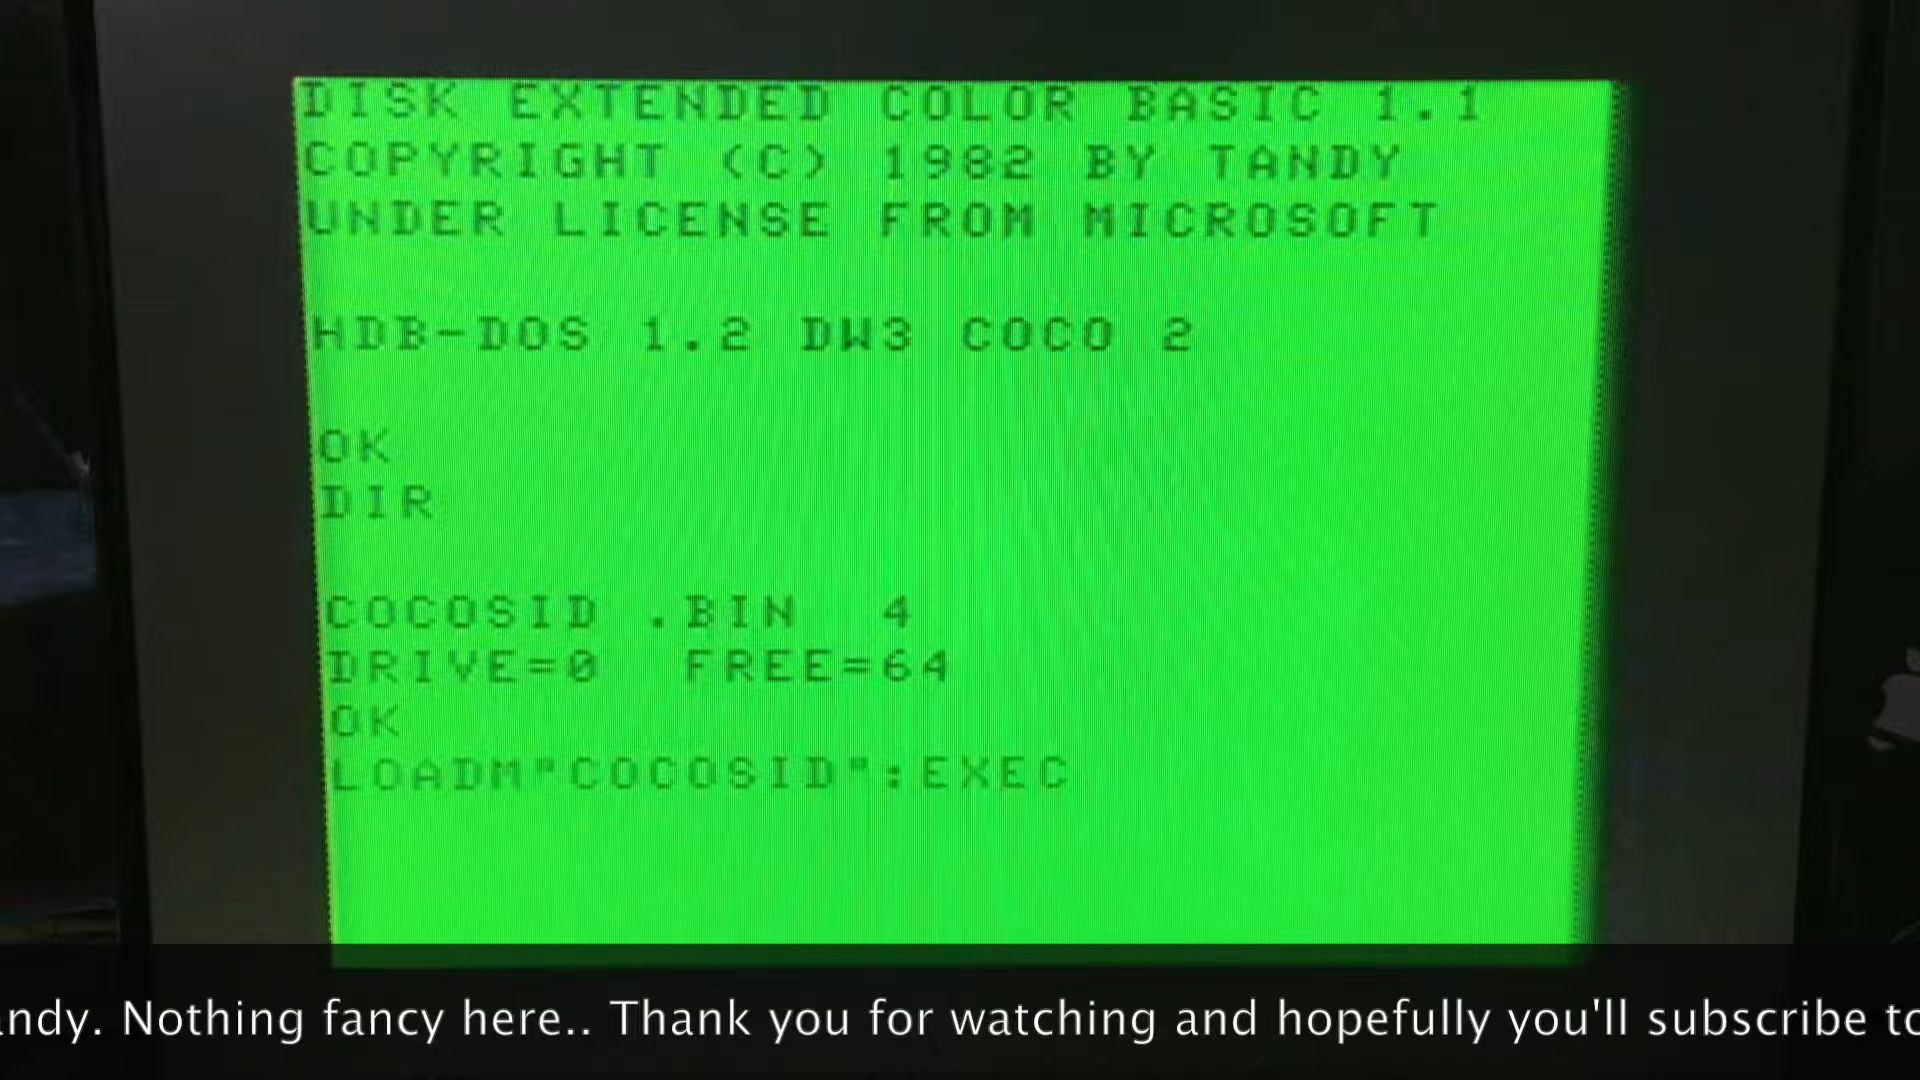 DISK EXTENDED COLOR BASIC 1.1
COPYRIGHT (C) 1982 BY TANDY
UNDER LICENSE FROM MICROSOFT
HDB-DOS 1.2 DW3 COCO 2
OK
DIR
COCOSID .BIN 4
DRIVE=0 FREE=64
OK
LOADM"COCOSID":EXEC
andy. Nothing fancy here.. Thank you for watching and hopefully you'll subscribe to